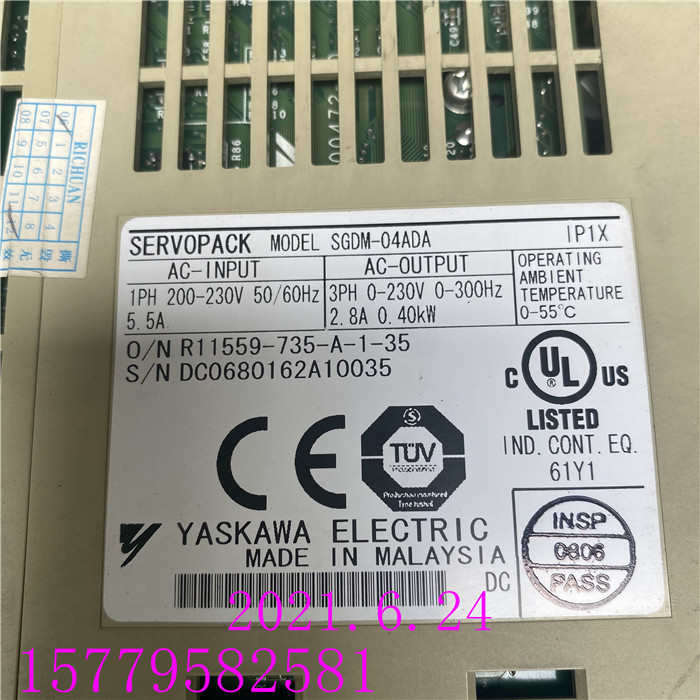 SERVOPACK MODEL SGDM-04ADA IP1X
AC-INPUT
1PH 200-230V 50/60Hz
5.5A
AC-OUTPUT
3PH 0-230V 0-300Hz
2.8A 0.40kW
OPERATING
AMBIENT
TEMPERATURE
0-55°C
O/N R11559-735-A-1-35
S/N DC0680162A10035
C UL US
LISTED
IND. CONT. EQ.
61Y1
CE
TÜV
YASKAWA ELECTRIC
MADE IN MALAYSIA
DC
INSP
0806
PASS
RICHUAN
R86
2021.6.24
15779582581